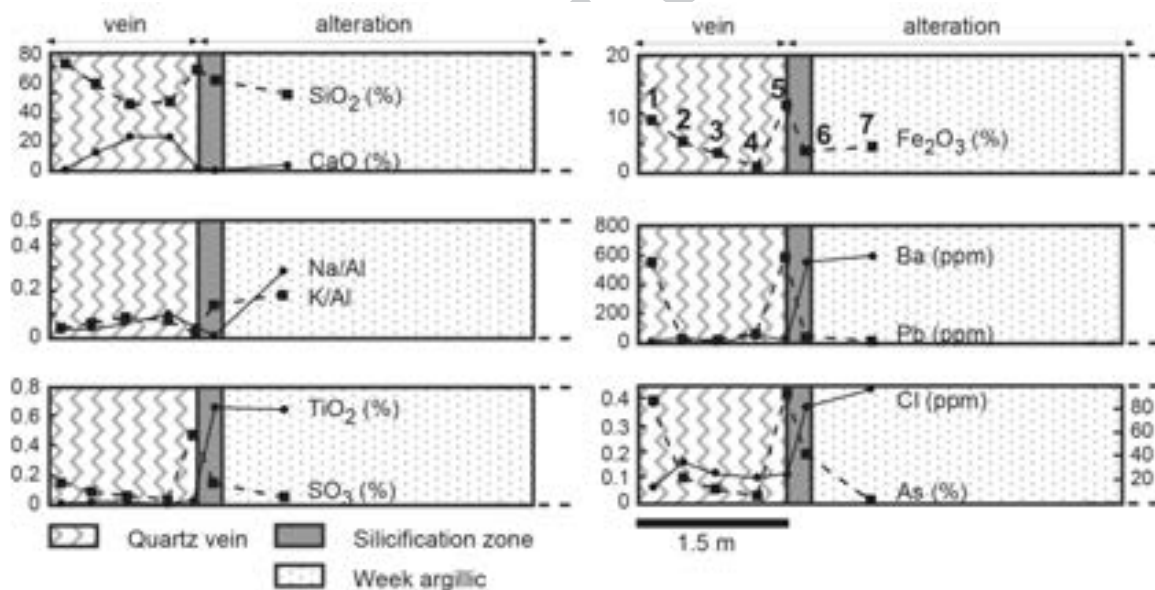 vein alteration
80
60
40
20
0
SiO2 (%)
CaO (%)
0.5
0.4
0.2
0
Na/Al
K/Al
0.8
0.6
0.4
0.2
0
TiO2 (%)
SO3 (%)
Quartz vein
Silicification zone
Week argillic
vein alteration
20
10
5
0
1 2 3 4 5 6 7
Fe2O3 (%)
800
600
400
200
0
Ba (ppm)
Pb (ppm)
0.4
0.3
0.2
0.1
0
Cl (ppm)
As (%)
80
60
40
20
1.5 m